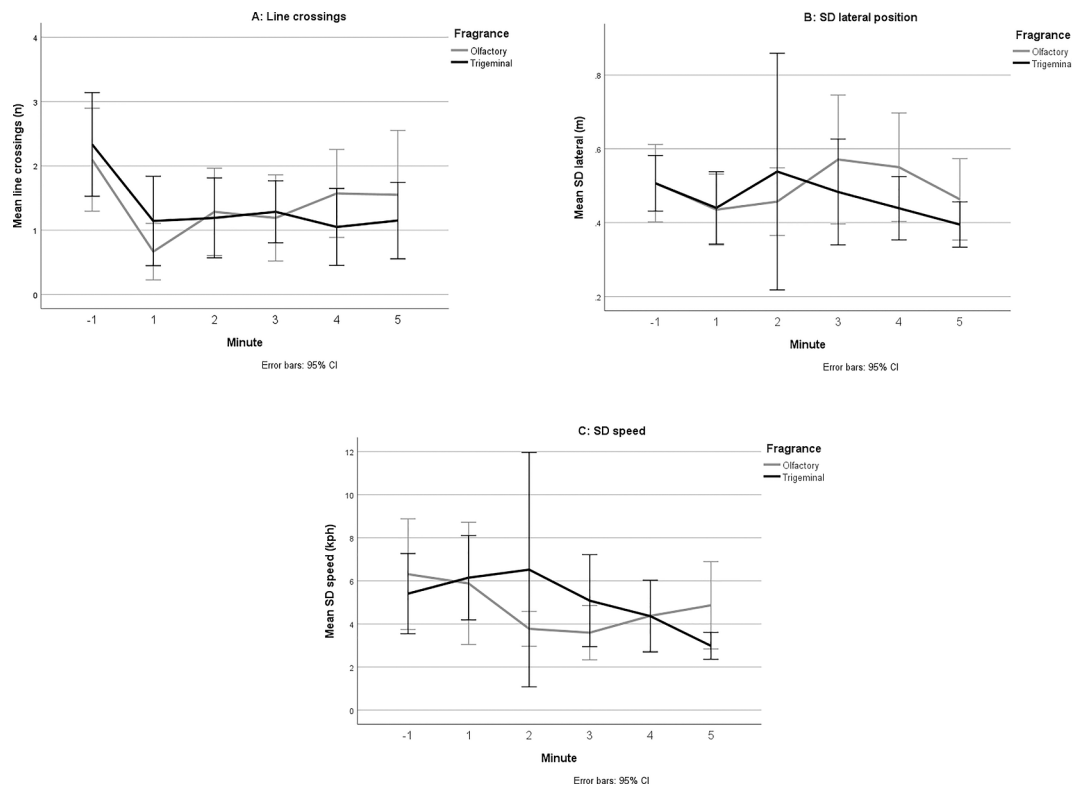 A: Line crossings
Fragrance
Olfactory
Trigeminal
Mean line crossings (n)
4
3
2
1
0
-1 1 2 3 4 5
Minute
Error bars: 95% CI
B: SD lateral position
Fragrance
Olfactory
Trigemina
Mean SD lateral (m)
.8
.6
.4
.2
-1 1 2 3 4 5
Minute
Error bars: 95% CI
C: SD speed
Fragrance
Olfactory
Trigeminal
Mean SD speed (kph)
12
10
8
6
4
2
0
-1 1 2 3 4 5
Minute
Error bars: 95% CI